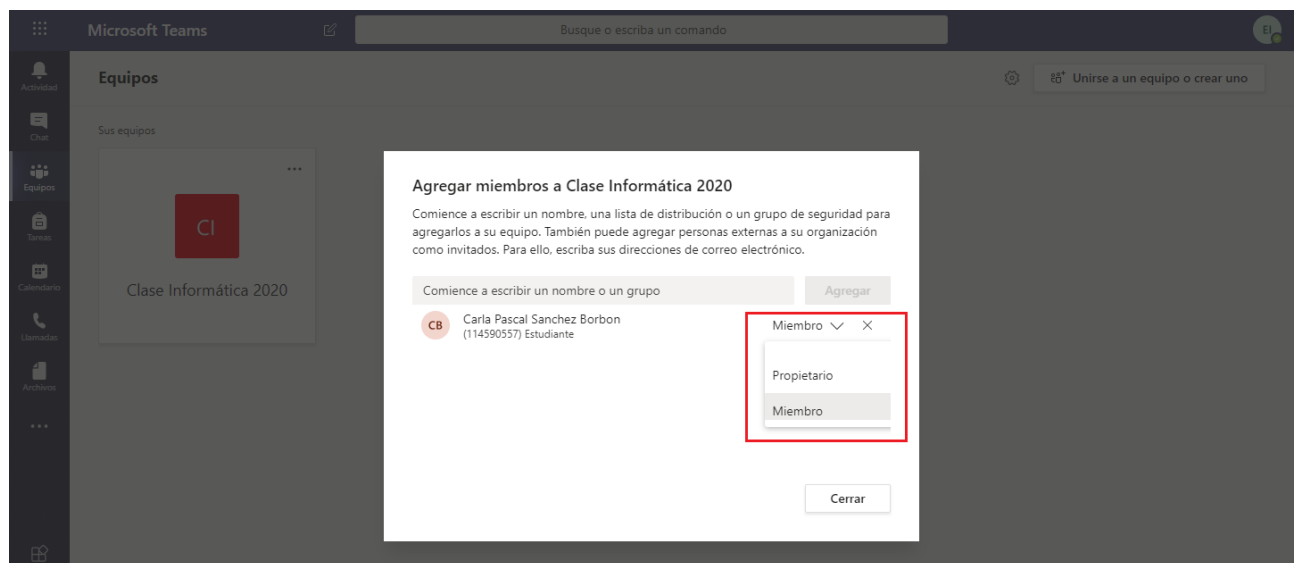 Microsoft Teams
Busque o escriba un comando
EI
Actividad
Chat
Equipos
Tareas
Calendario
Llamadas
Archivos
Equipos
Unirse a un equipo o crear uno
Sus equipos
CI
Clase Informática 2020
Agregar miembros a Clase Informática 2020
Comience a escribir un nombre, una lista de distribución o un grupo de seguridad para
agregarlos a su equipo. También puede agregar personas externas a su organización
como invitados. Para ello, escriba sus direcciones de correo electrónico.
Comience a escribir un nombre o un grupo
Agregar
CB
Carla Pascal Sanchez Borbon
(114590557) Estudiante
Miembro
Propietario
Miembro
Cerrar